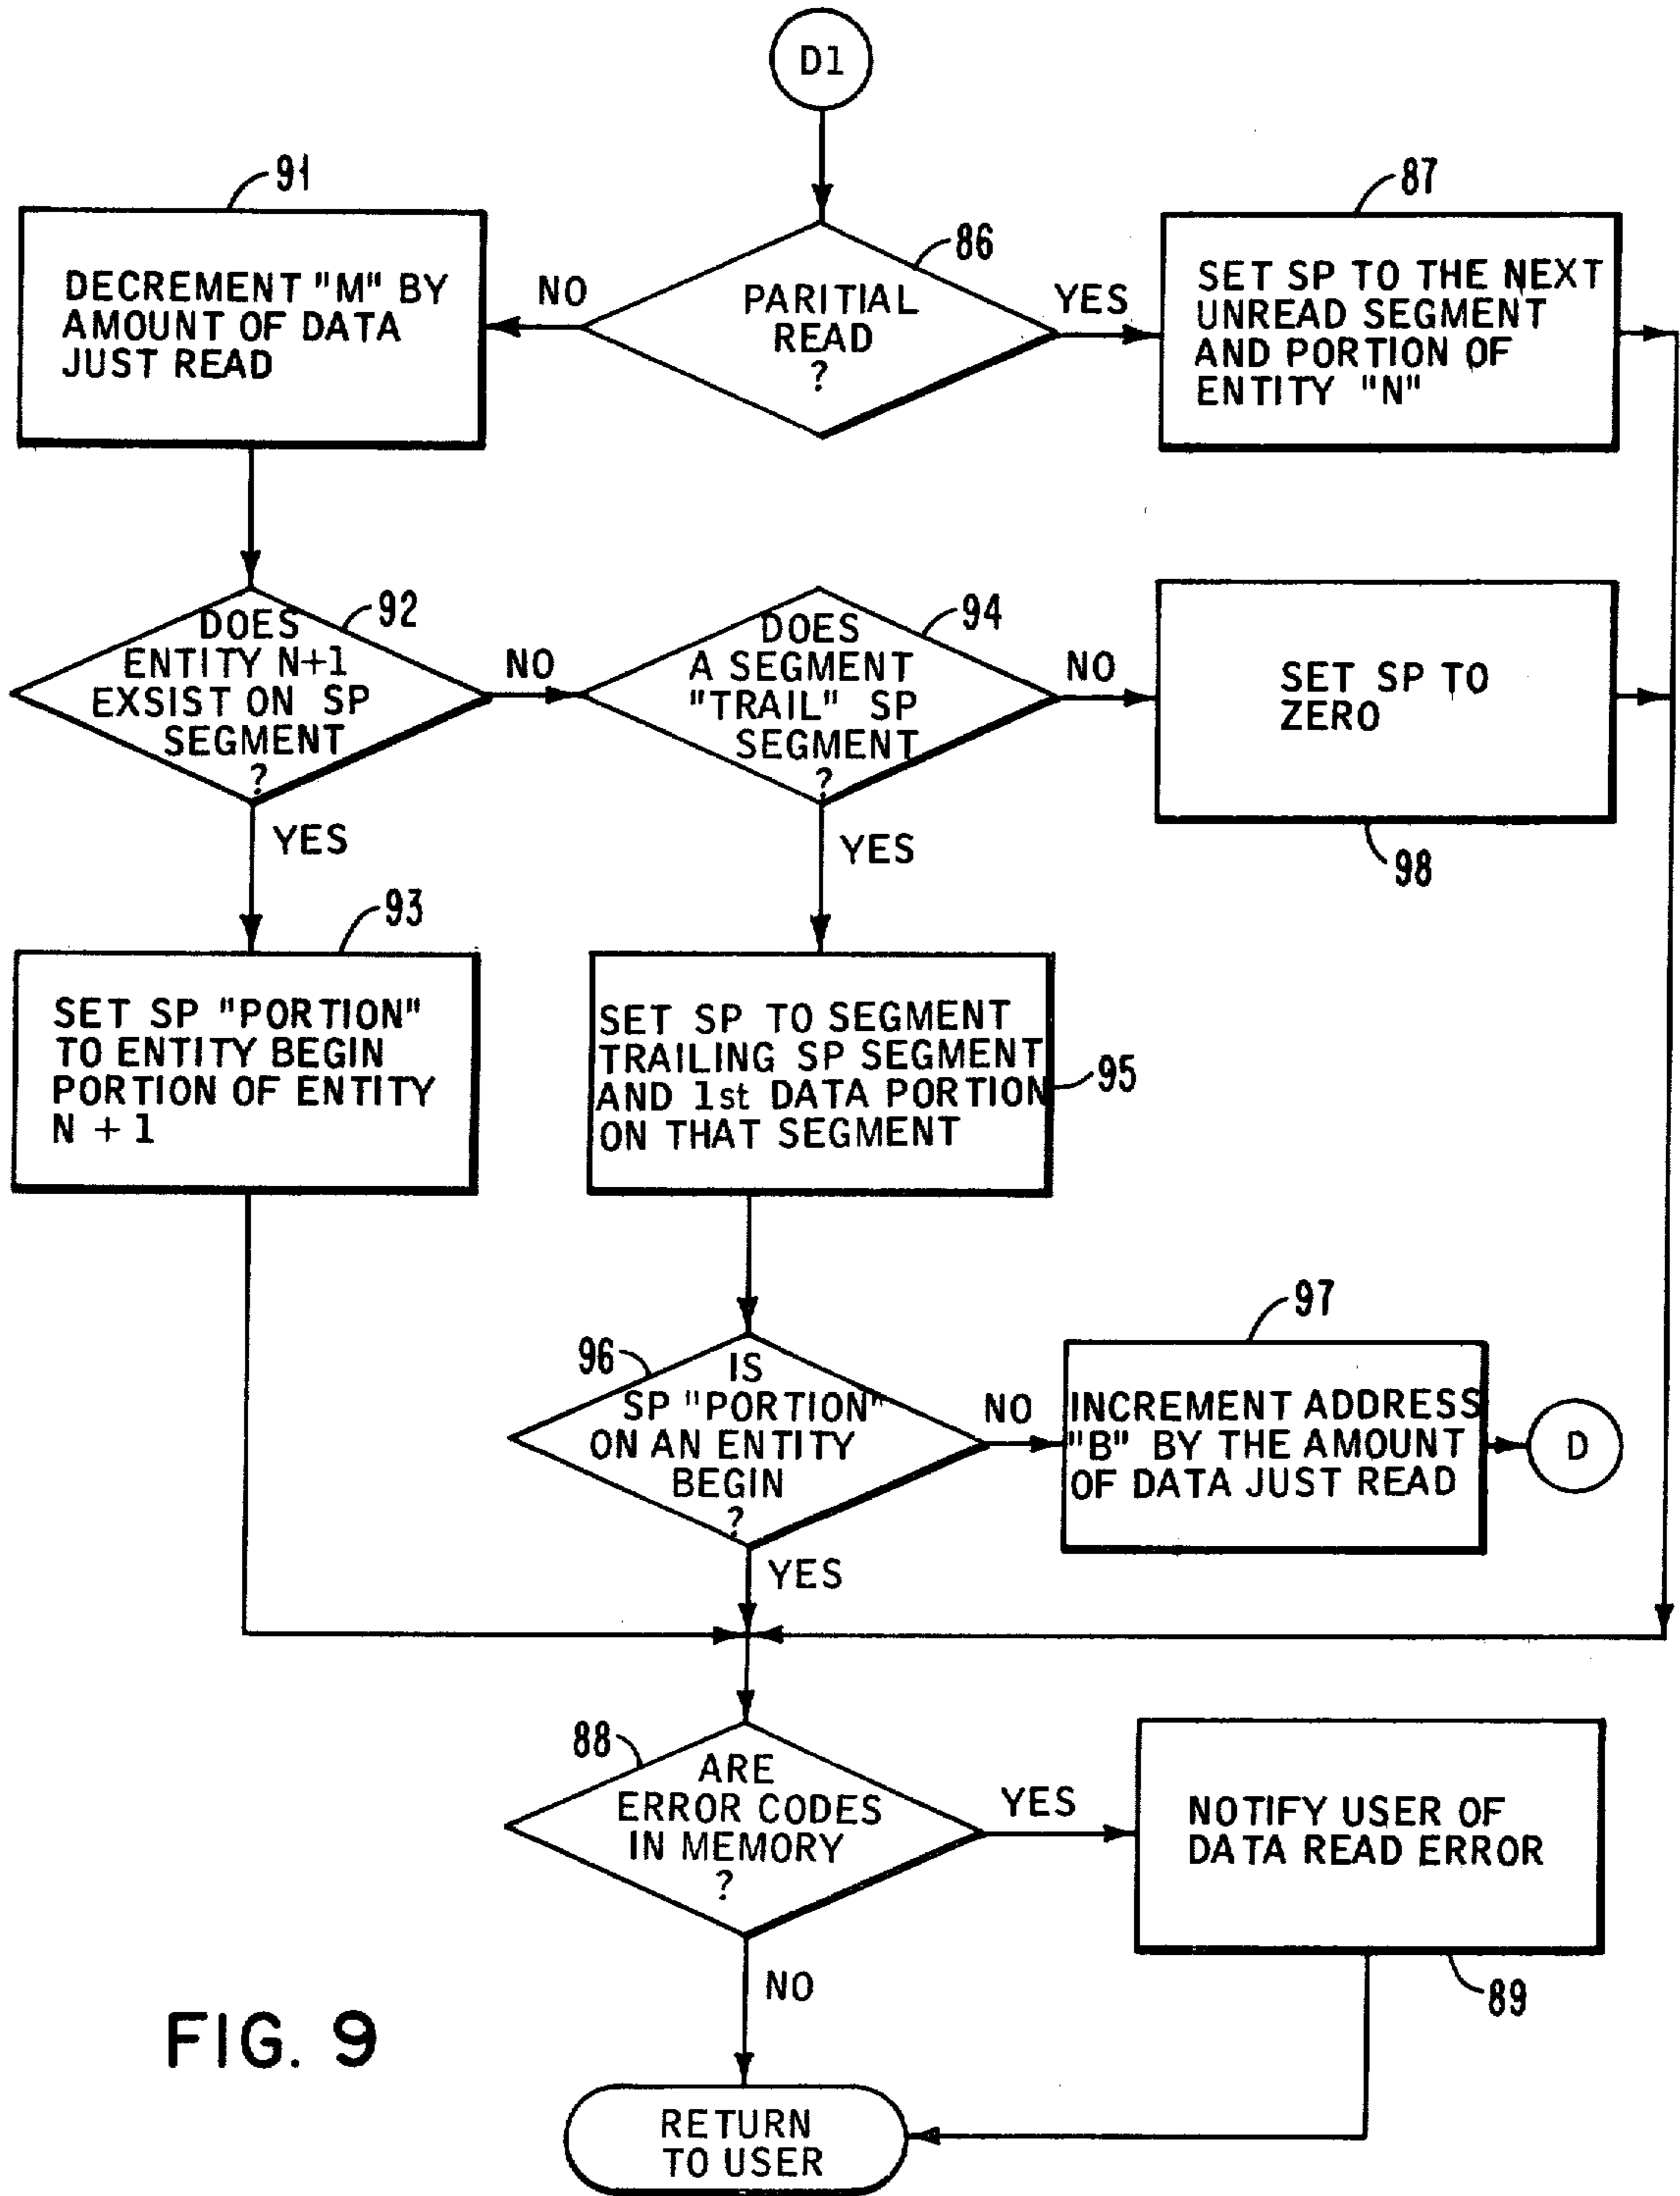 D1
91
87
86
DECREMENT "M" BY
AMOUNT OF DATA
JUST READ
NO
PARITIAL
READ
?
YES
SET SP TO THE NEXT
UNREAD SEGMENT
AND PORTION OF
ENTITY "N"
92
DOES
ENTITY N+1
EXSIST ON SP
SEGMENT
?
NO
94
DOES
A SEGMENT
"TRAIL" SP
SEGMENT
?
NO
SET SP TO
ZERO
98
YES
YES
93
SET SP "PORTION"
TO ENTITY BEGIN
PORTION OF ENTITY
N + 1
SET SP TO SEGMENT
TRAILING SP SEGMENT
AND 1st DATA PORTION
ON THAT SEGMENT
95
96
IS
SP "PORTION"
ON AN ENTITY
BEGIN
?
NO
97
INCREMENT ADDRESS
"B" BY THE AMOUNT
OF DATA JUST READ
D
YES
88
ARE
ERROR CODES
IN MEMORY
?
YES
NOTIFY USER OF
DATA READ ERROR
89
NO
RETURN
TO USER
FIG. 9